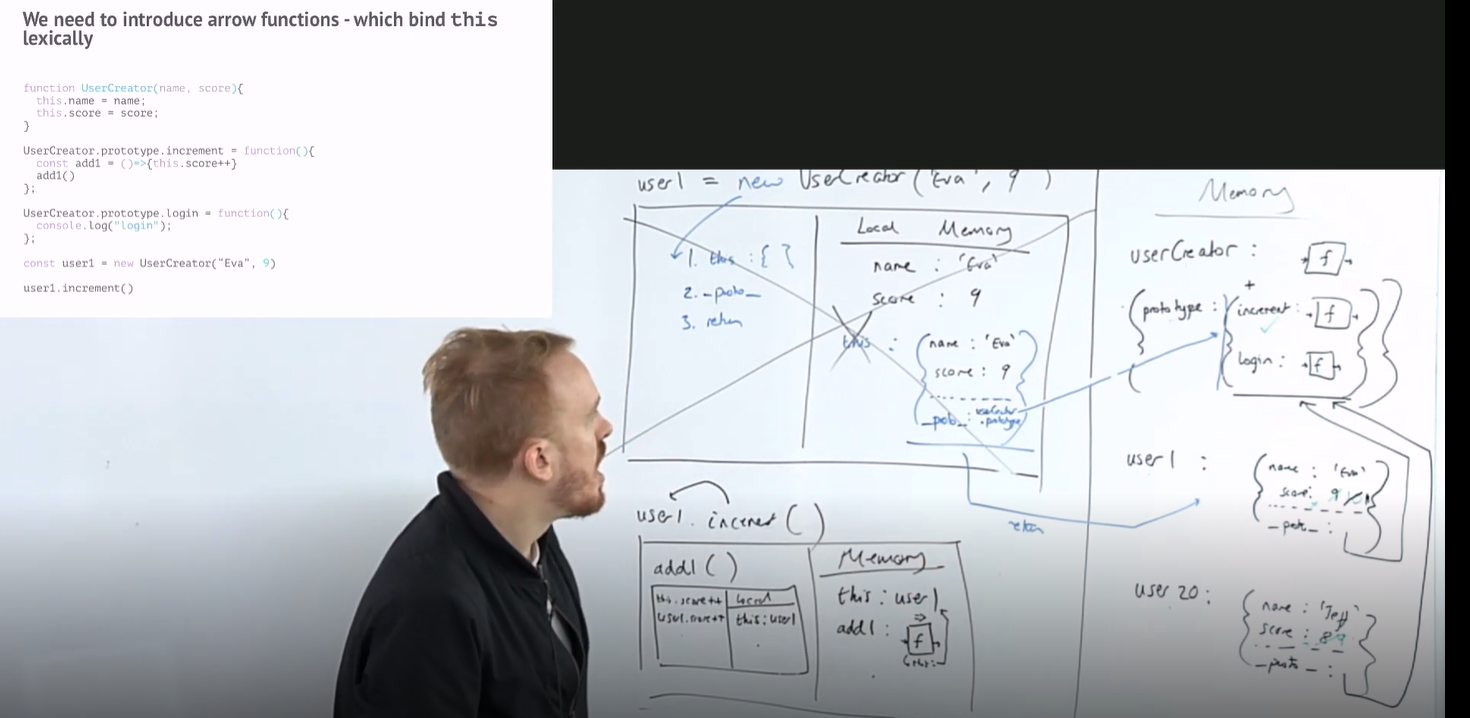 We need to introduce arrow functions - which bind this
lexically
function UserCreator(name, score){
this.name = name;
this.score = score;
}
UserCreator.prototype.increment = function(){
const add1 = ()=>{this.score++}
add1()
};
UserCreator.prototype.login = function(){
console.log("login");
};
const user1 = new UserCreator("Eva", 9)
user1.increment()
user1 = new UserCreator('Eva', 9)
1. this : { }
2. _proto_
3. return
Local Memory
name : 'Eva'
score : 9
this :
name : 'Eva'
score : 9
return
user1. increment()
add1()
this.score++
user1.score++
local
this : user1
Memory
this : user1
add1 : f
Memory
userCreator : f
+
prototype : increment : f
login : f
user1 :
name : 'Eva'
score : 9
user 20 :
name : 'Jeff'
score : 8 9
_proto_ :